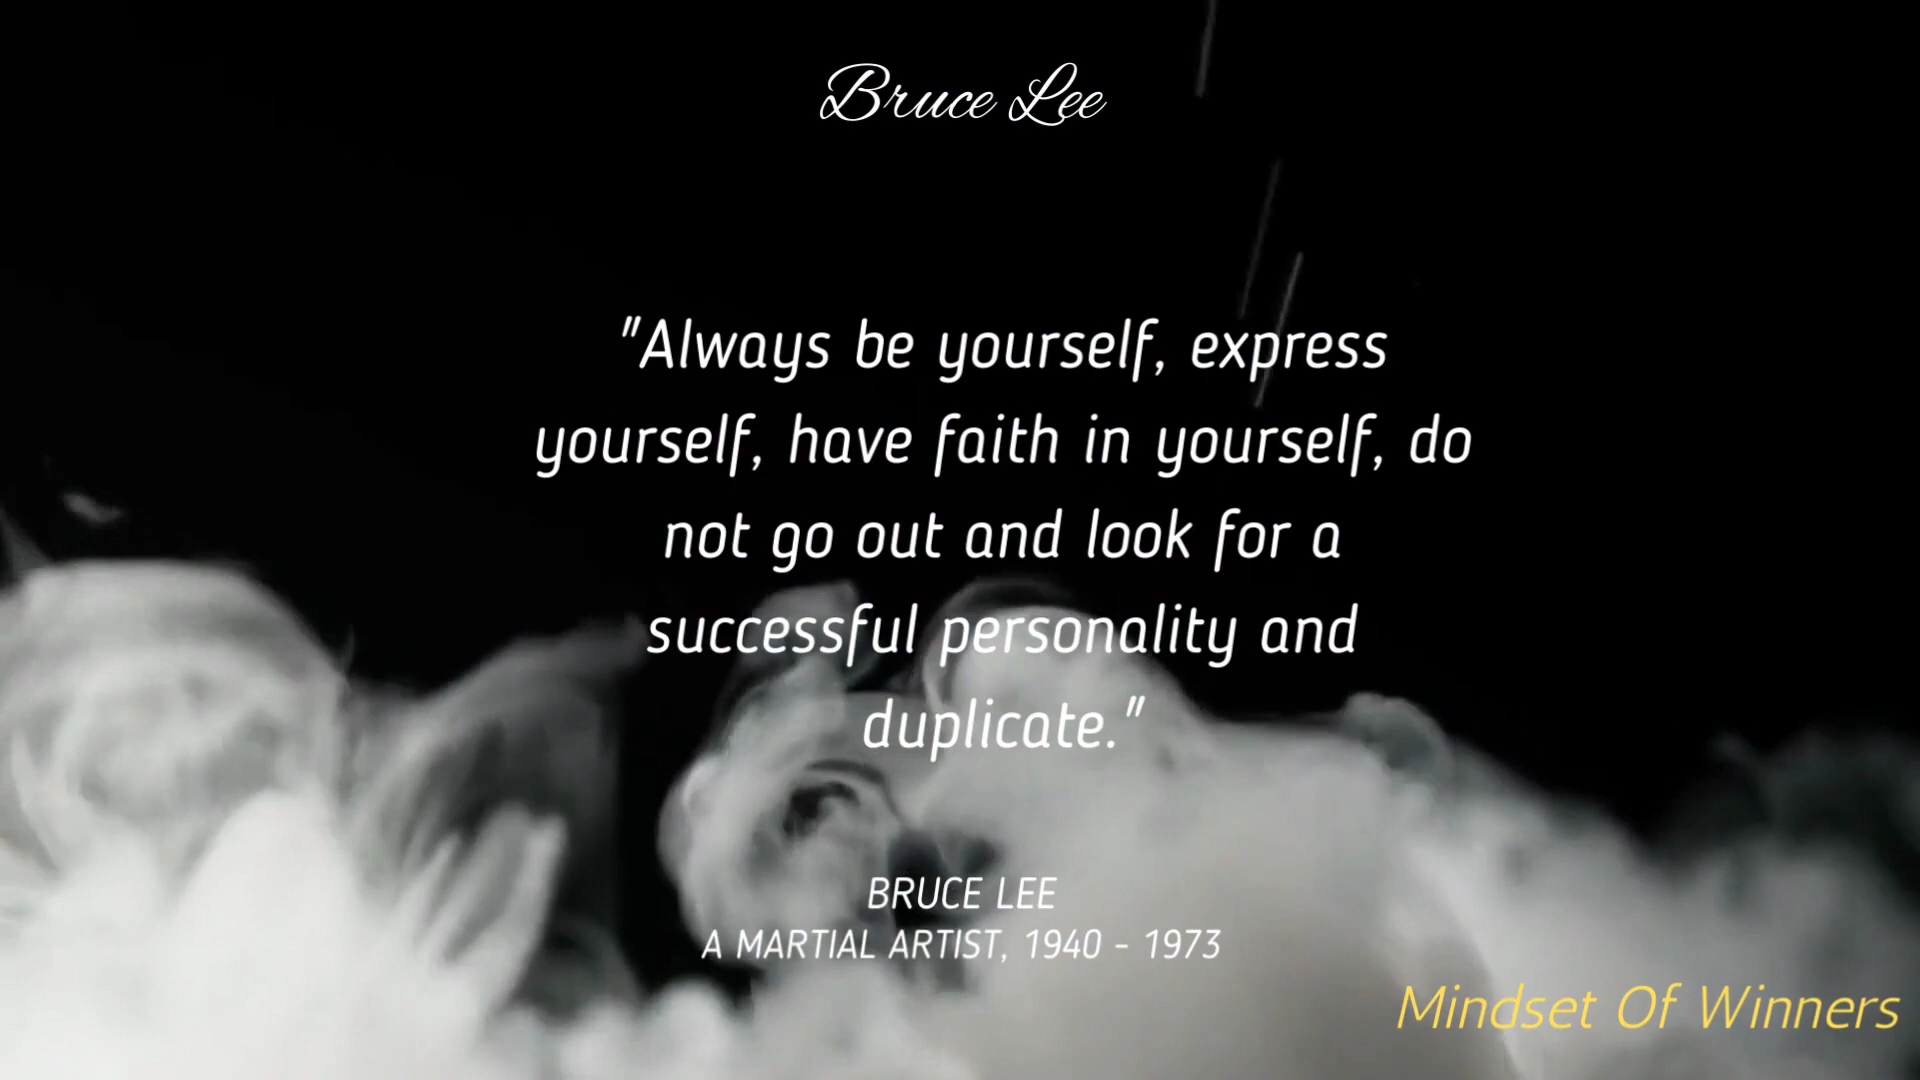 Bruce Lee
"Always be yourself, express
yourself, have faith in yourself, do
not go out and look for a
successful personality and
duplicate."
BRUCE LEE
A MARTIAL ARTIST, 1940 - 1973
Mindset Of Winners